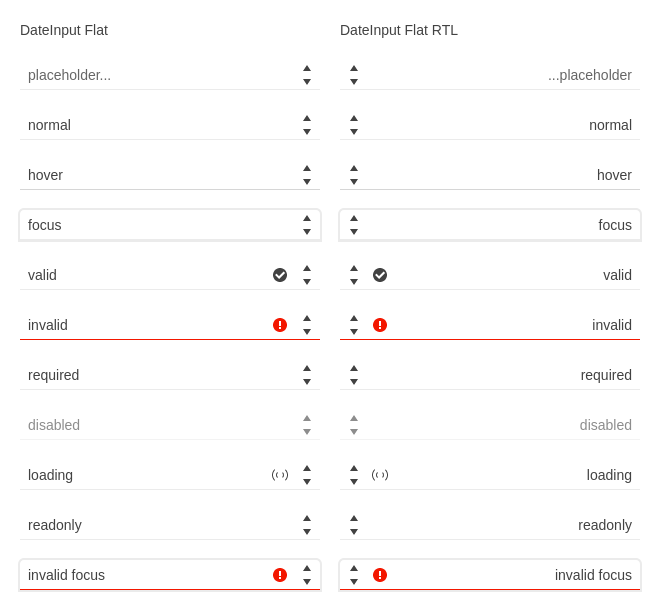 DateInput Flat
placeholder...
normal
hover
focus
valid
invalid
required
disabled
loading
readonly
invalid focus
DateInput Flat RTL
...placeholder
normal
hover
focus
valid
invalid
required
disabled
loading
readonly
invalid focus